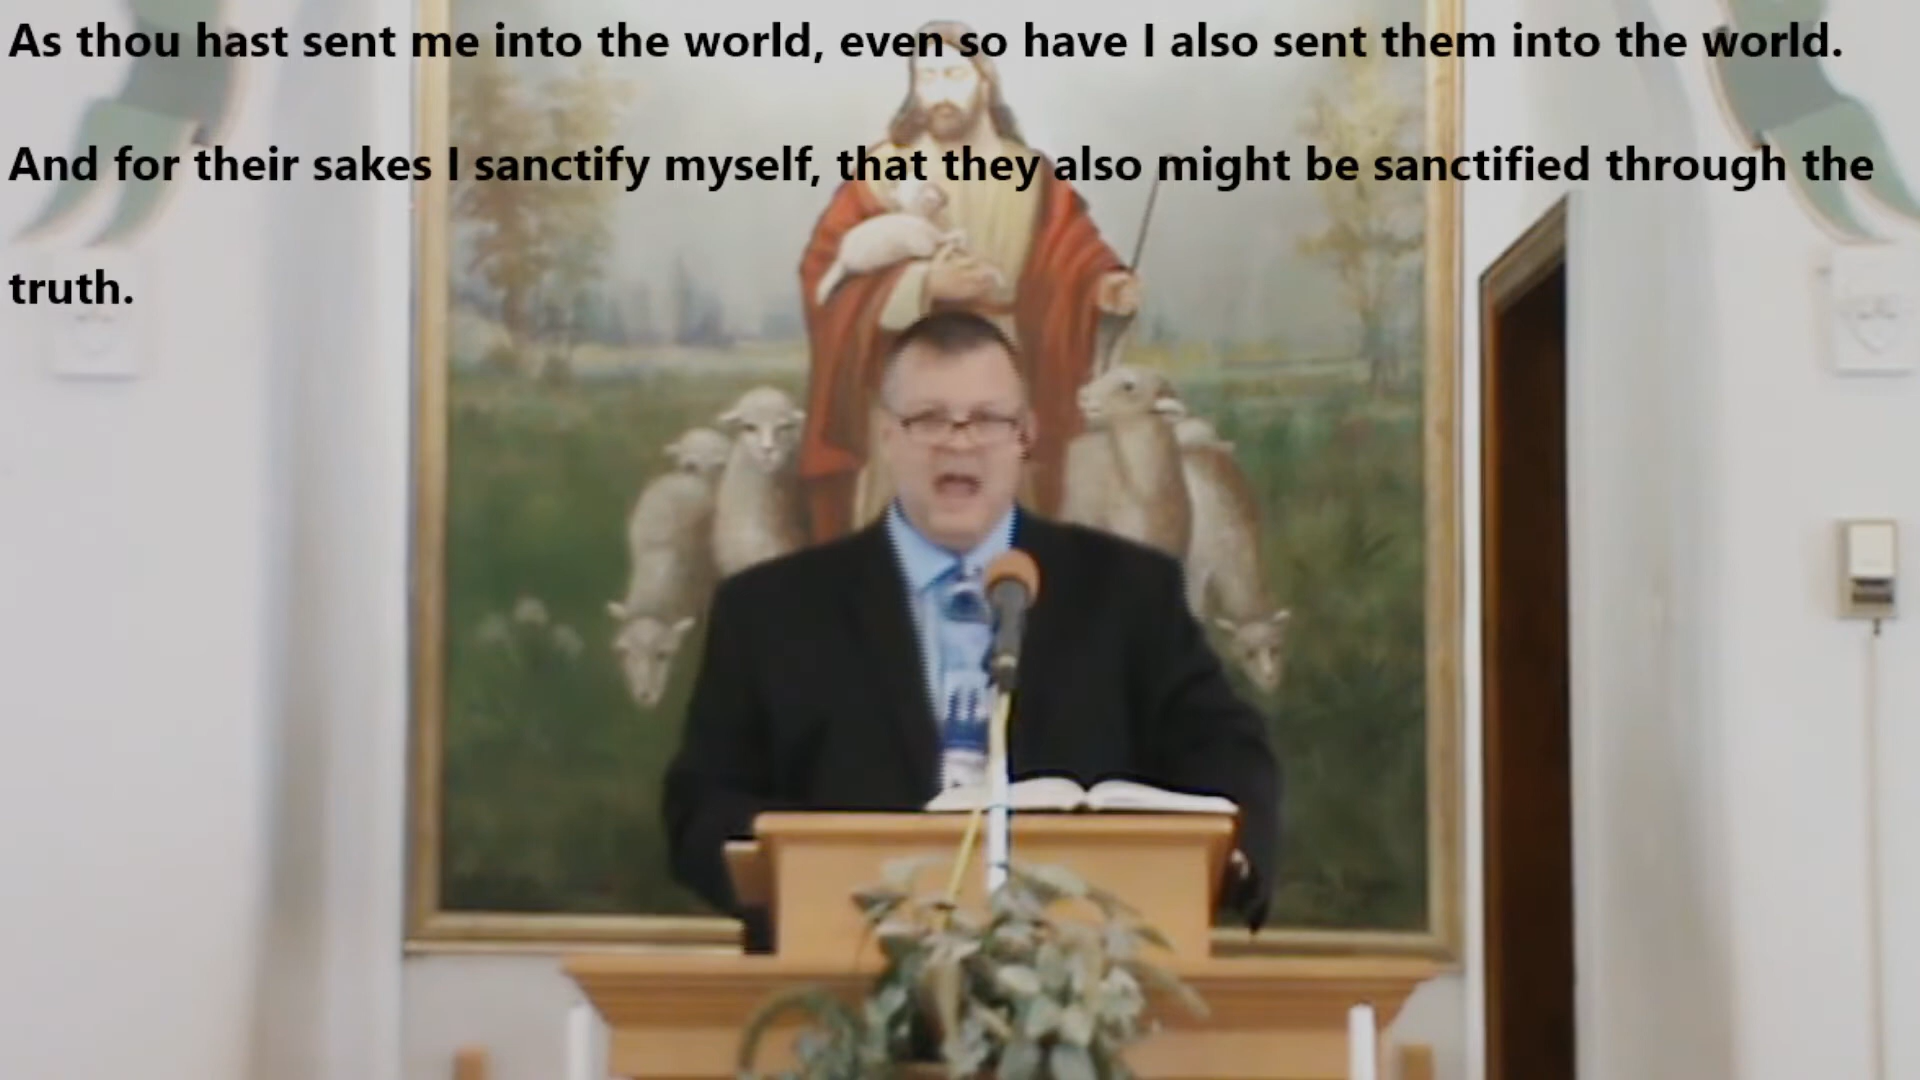 As thou hast sent me into the world, even so have I also sent them into the world.
And for their sakes I sanctify myself, that they also might be sanctified through the
truth.